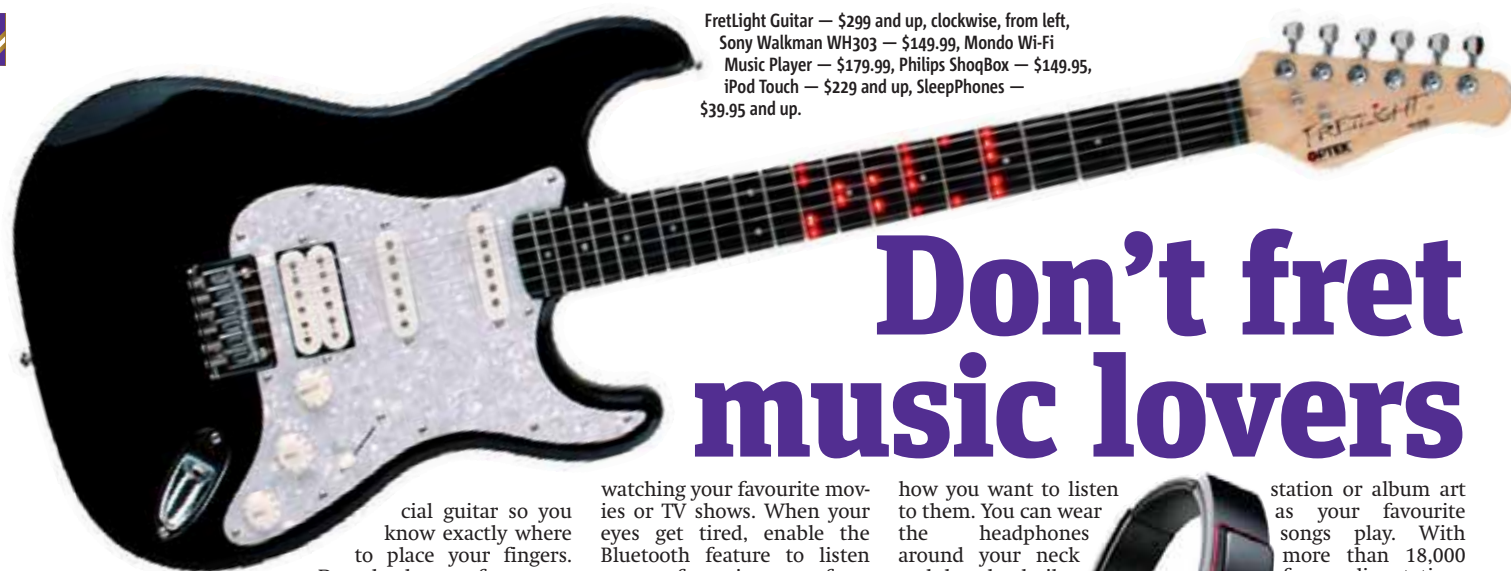 FretLight Guitar — $299 and up, clockwise, from left,
Sony Walkman WH303 — $149.99, Mondo Wi-Fi
Music Player — $179.99, Philips ShoqBox — $149.95,
iPod Touch — $229 and up, SleepPhones —
$39.95 and up.
FRETLIGHT
OPTEK
Don’t fret
music lovers
cial guitar so you
know exactly where
to place your fingers.
watching your favourite mov-
ies or TV shows. When your
eyes get tired, enable the
Bluetooth feature to listen
how you want to listen
to them. You can wear
the headphones
around your neck
station or album art
as your favourite
songs play. With
more than 18,000